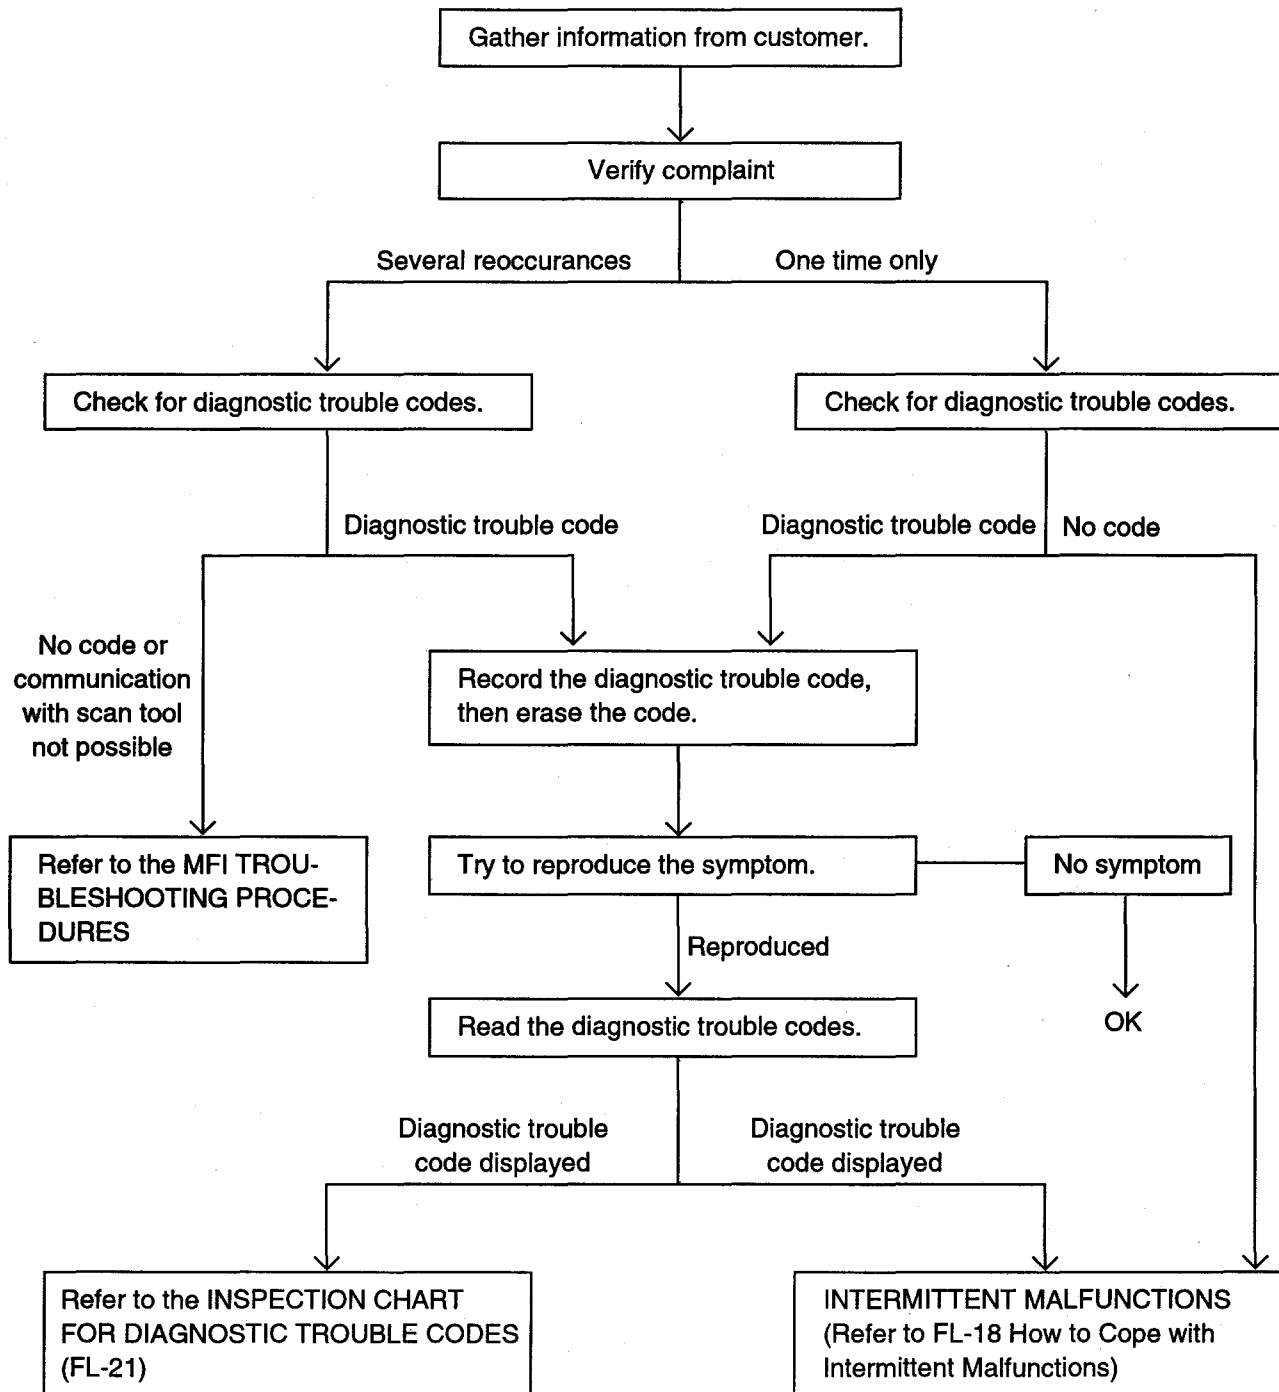 Gather information from customer.
Verify complaint
Several reoccurances
One time only
Check for diagnostic trouble codes.
Check for diagnostic trouble codes.
Diagnostic trouble code
Diagnostic trouble code
No code
No code or
communication
with scan tool
not possible
Record the diagnostic trouble code,
then erase the code.
Refer to the MFI TROU-
BLESHOOTING PROCE-
DURES
Try to reproduce the symptom.
No symptom
Reproduced
Read the diagnostic trouble codes.
OK
Diagnostic trouble
code displayed
Diagnostic trouble
code displayed
Refer to the INSPECTION CHART
FOR DIAGNOSTIC TROUBLE CODES
(FL-21)
INTERMITTENT MALFUNCTIONS
(Refer to FL-18 How to Cope with
Intermittent Malfunctions)